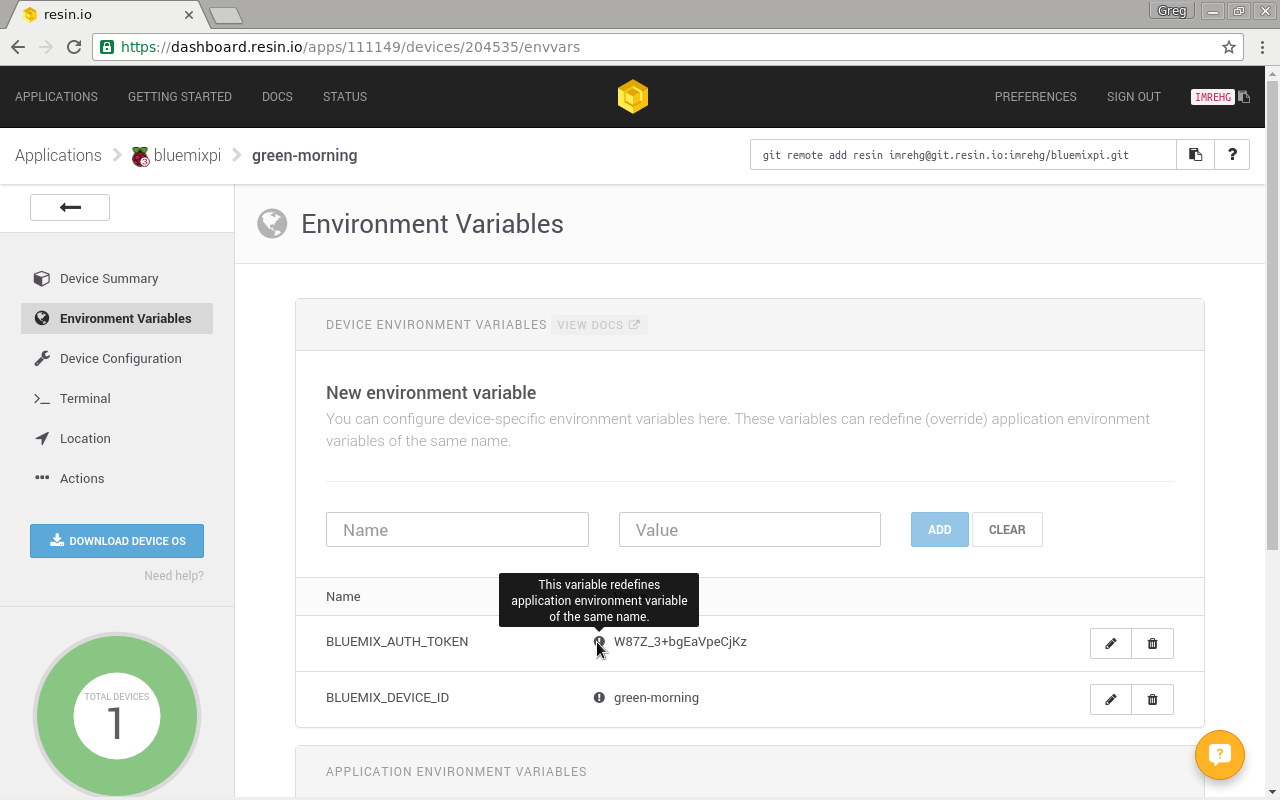 resin.io
Greg
https://dashboard.resin.io/apps/111149/devices/204535/envvars
APPLICATIONS GETTING STARTED DOCS STATUS PREFERENCES SIGN OUT IMREHG
Applications bluemixpi green-morning git remote add resin imrehg@git.resin.io:imrehg/bluemixpi.git ?
Environment Variables
Device Summary
Environment Variables
Device Configuration
Terminal
Location
Actions
DOWNLOAD DEVICE OS
Need help?
TOTAL DEVICES
1
DEVICE ENVIRONMENT VARIABLES VIEW DOCS
New environment variable
You can configure device-specific environment variables here. These variables can redefine (override) application environment
variables of the same name.
Name Value ADD CLEAR
This variable redefines
application environment variable
of the same name.
Name
BLUEMIX_AUTH_TOKEN W87Z_3+bgEaVpeCjKz
BLUEMIX_DEVICE_ID green-morning
APPLICATION ENVIRONMENT VARIABLES